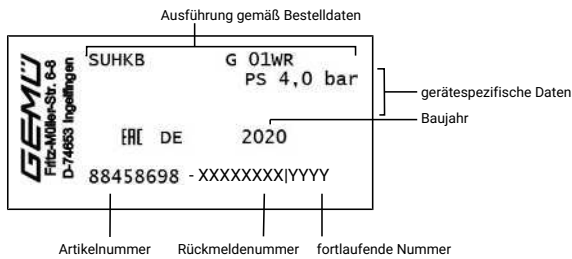 Ausführung gemäß Bestelldaten
GEMÜ
Fritz-Müller-Str. 6-8
D-74653 Ingelfingen
SUHKB G 01WR
PS 4,0 bar
gerätespezifische Daten
Baujahr
EAC DE 2020
88458698 - XXXXXXXX|YYYY
Artikelnummer Rückmeldenummer fortlaufende Nummer